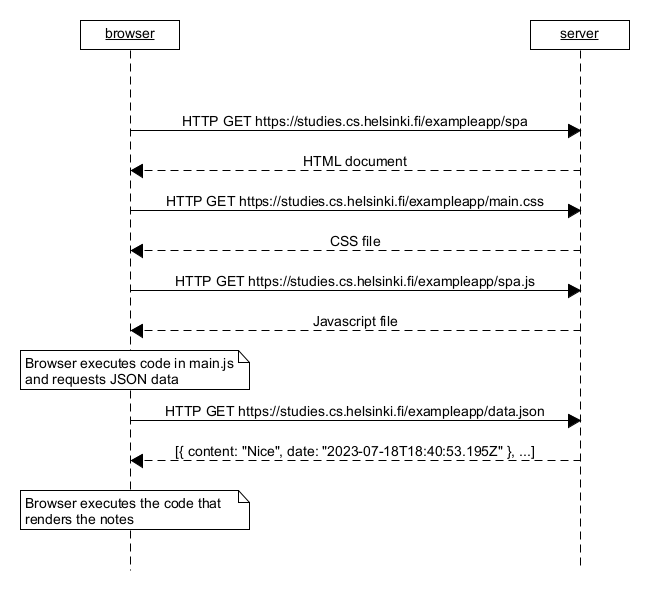 browser
server
HTTP GET https://studies.cs.helsinki.fi/exampleapp/spa
HTML document
HTTP GET https://studies.cs.helsinki.fi/exampleapp/main.css
CSS file
HTTP GET https://studies.cs.helsinki.fi/exampleapp/spa.js
Javascript file
Browser executes code in main.js
and requests JSON data
HTTP GET https://studies.cs.helsinki.fi/exampleapp/data.json
[{ content: "Nice", date: "2023-07-18T18:40:53.195Z" }, ...]
Browser executes the code that
renders the notes